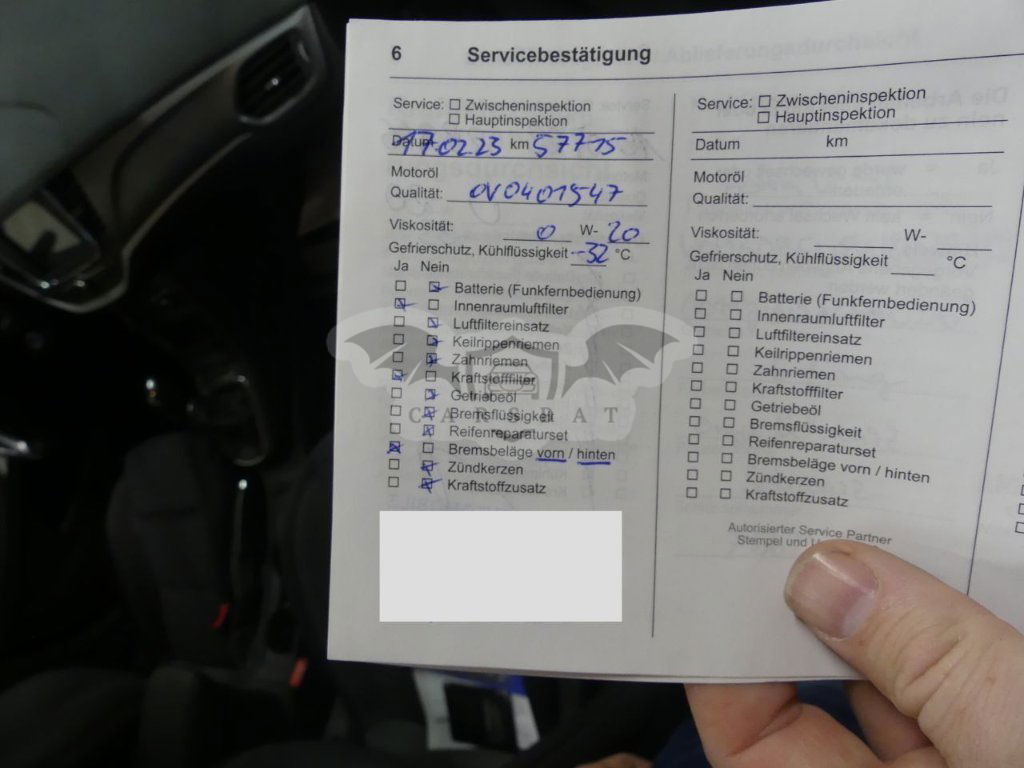 6 Servicebestätigung
Service: ☐ Zwischeninspektion
☐ Hauptinspektion
Datum 17.02.23 km 57715
Motoröl
Qualität: OV0401547
Viskosität: 0 W- 20
Gefrierschutz, Kühlflüssigkeit -32 °C
Ja Nein
☐ ☒ Batterie (Funkfernbedienung)
☒ ☐ Innenraumluftfilter
☐ ☒ Luftfiltereinsatz
☐ ☒ Keilrippenriemen
☐ ☒ Zahnriemen
☒ ☐ Kraftstofffilter
☐ ☒ Getriebeöl
☐ ☒ Bremsflüssigkeit
☐ ☒ Reifenreparaturset
☒ ☐ Bremsbeläge vorn / hinten
☐ ☒ Zündkerzen
☐ ☒ Kraftstoffzusatz
CARSBAT
Service: ☐ Zwischeninspektion
☐ Hauptinspektion
Datum km
Motoröl
Qualität:
Viskosität: W-
Gefrierschutz, Kühlflüssigkeit °C
Ja Nein
☐ ☐ Batterie (Funkfernbedienung)
☐ ☐ Innenraumluftfilter
☐ ☐ Luftfiltereinsatz
☐ ☐ Keilrippenriemen
☐ ☐ Zahnriemen
☐ ☐ Kraftstofffilter
☐ ☐ Getriebeöl
☐ ☐ Bremsflüssigkeit
☐ ☐ Reifenreparaturset
☐ ☐ Bremsbeläge vorn / hinten
☐ ☐ Zündkerzen
☐ ☐ Kraftstoffzusatz
Autorisierter Service Partner
Stempel und